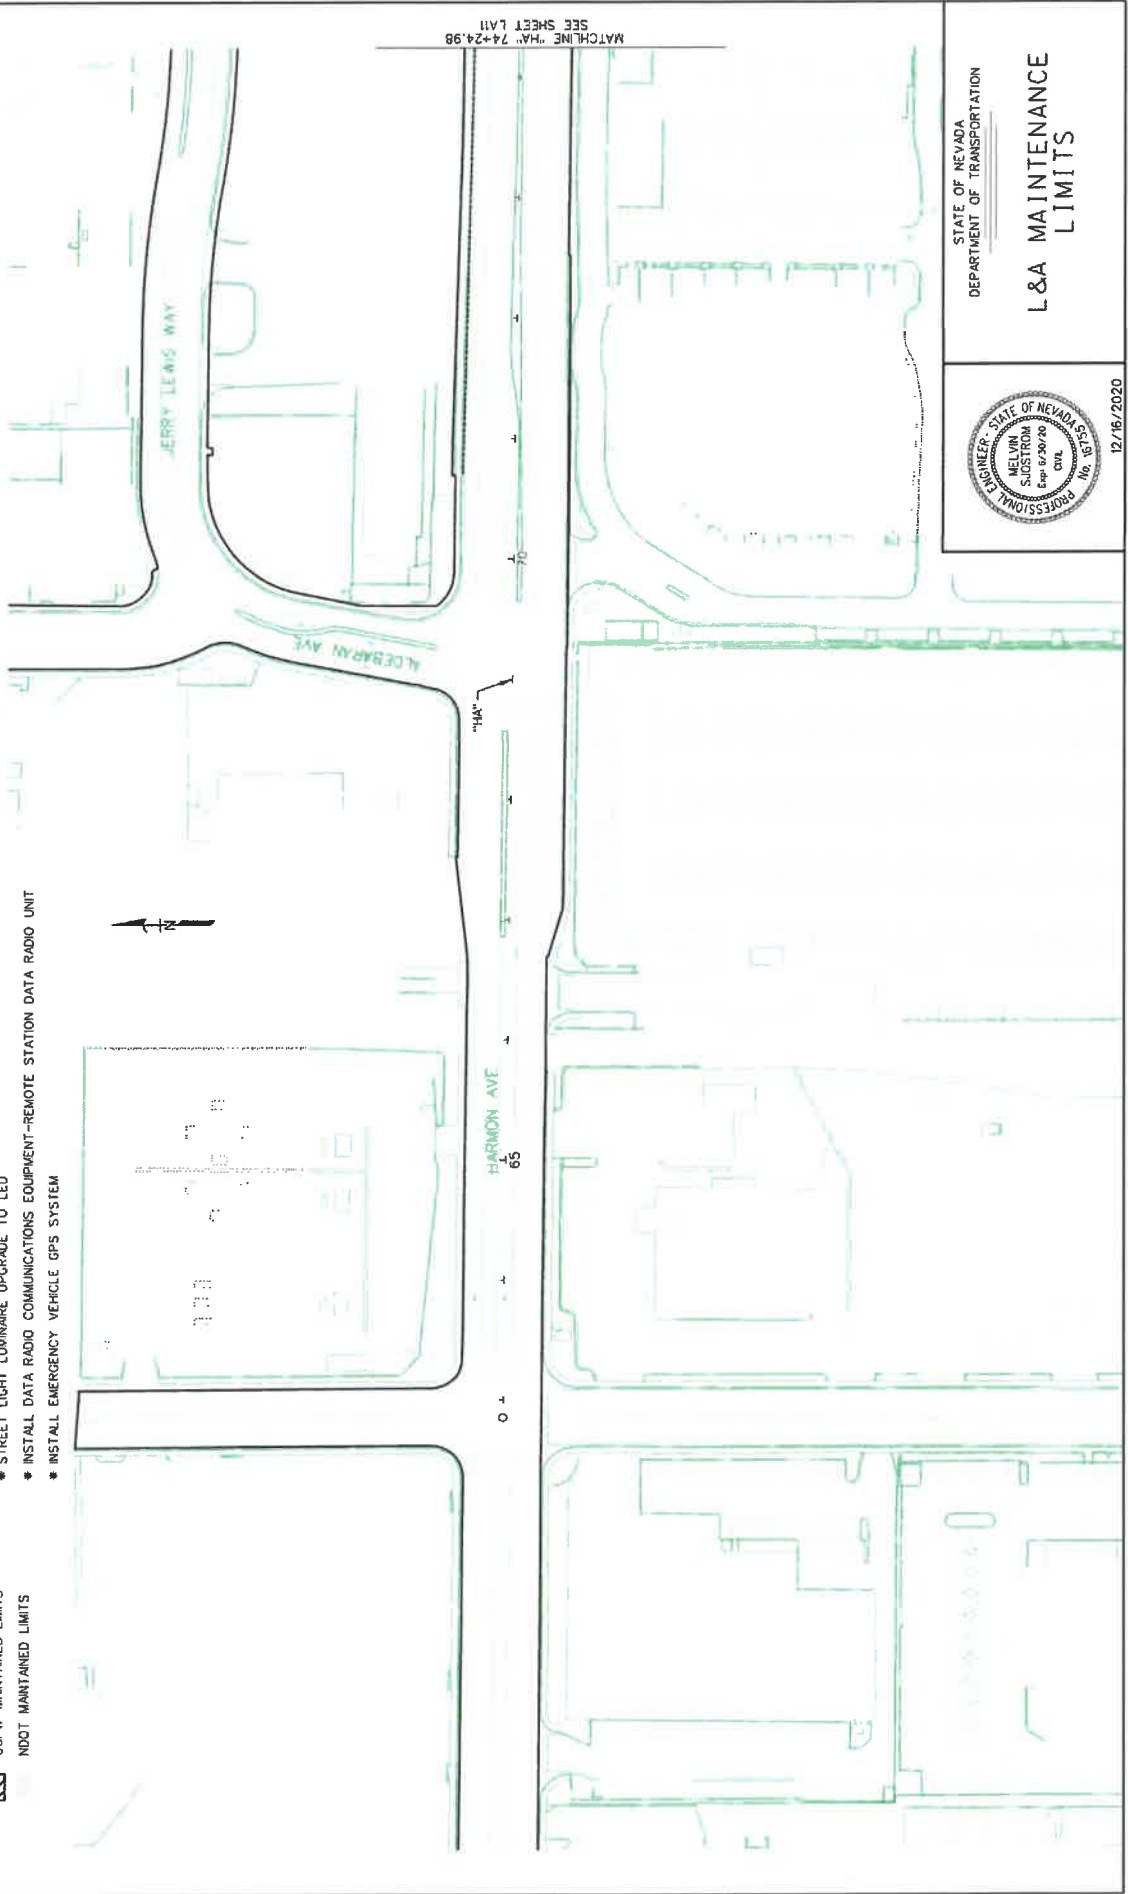 NDOT MAINTAINED LIMITS
* STREET LIGHT LUMINAIRE UPGRADE TO LED
* INSTALL DATA RADIO COMMUNICATIONS EQUIPMENT-REMOTE STATION DATA RADIO UNIT
* INSTALL EMERGENCY VEHICLE GPS SYSTEM
N
JERRY LEWIS WAY
ALDEBARAN AVE
"HA"
HARMON AVE
65
70
O
MATCHLINE "HA" 74+24.98
SEE SHEET LA11
PROFESSIONAL ENGINEER - STATE OF NEVADA
MELVIN
SJOSTROM
Exp: 6/30/20
CIVIL
No. 16755
12/16/2020
STATE OF NEVADA
DEPARTMENT OF TRANSPORTATION
L&A MAINTENANCE
LIMITS